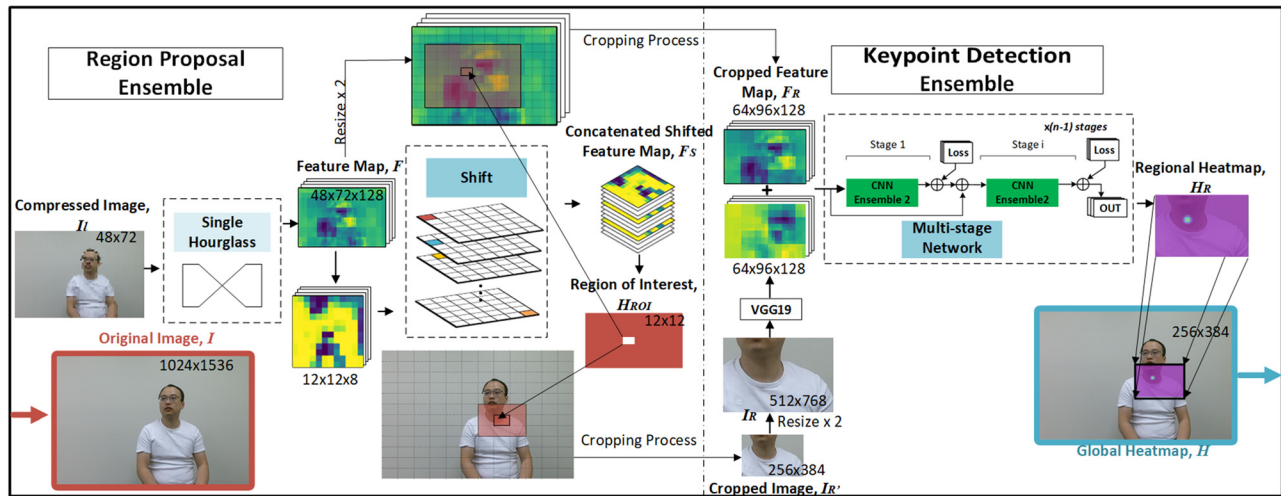 Region Proposal
Ensemble
Compressed Image,
Il
48x72
Single
Hourglass
Original Image, I
1024x1536
Resize x 2
Feature Map, F
48x72x128
12x12x8
Shift
Cropping Process
Concatenated Shifted
Feature Map, FS
Region of Interest,
HROI
12x12
Cropping Process
Cropped Feature
Map, FR
64x96x128
+
64x96x128
VGG19
512x768
IR
Resize x 2
256x384
Cropped Image, IR'
Keypoint Detection
Ensemble
x(n-1) stages
Stage 1
Loss
Stage i
Loss
CNN
Ensemble 2
CNN
Ensemble2
OUT
Multi-stage
Network
Regional Heatmap,
HR
256x384
Global Heatmap, H